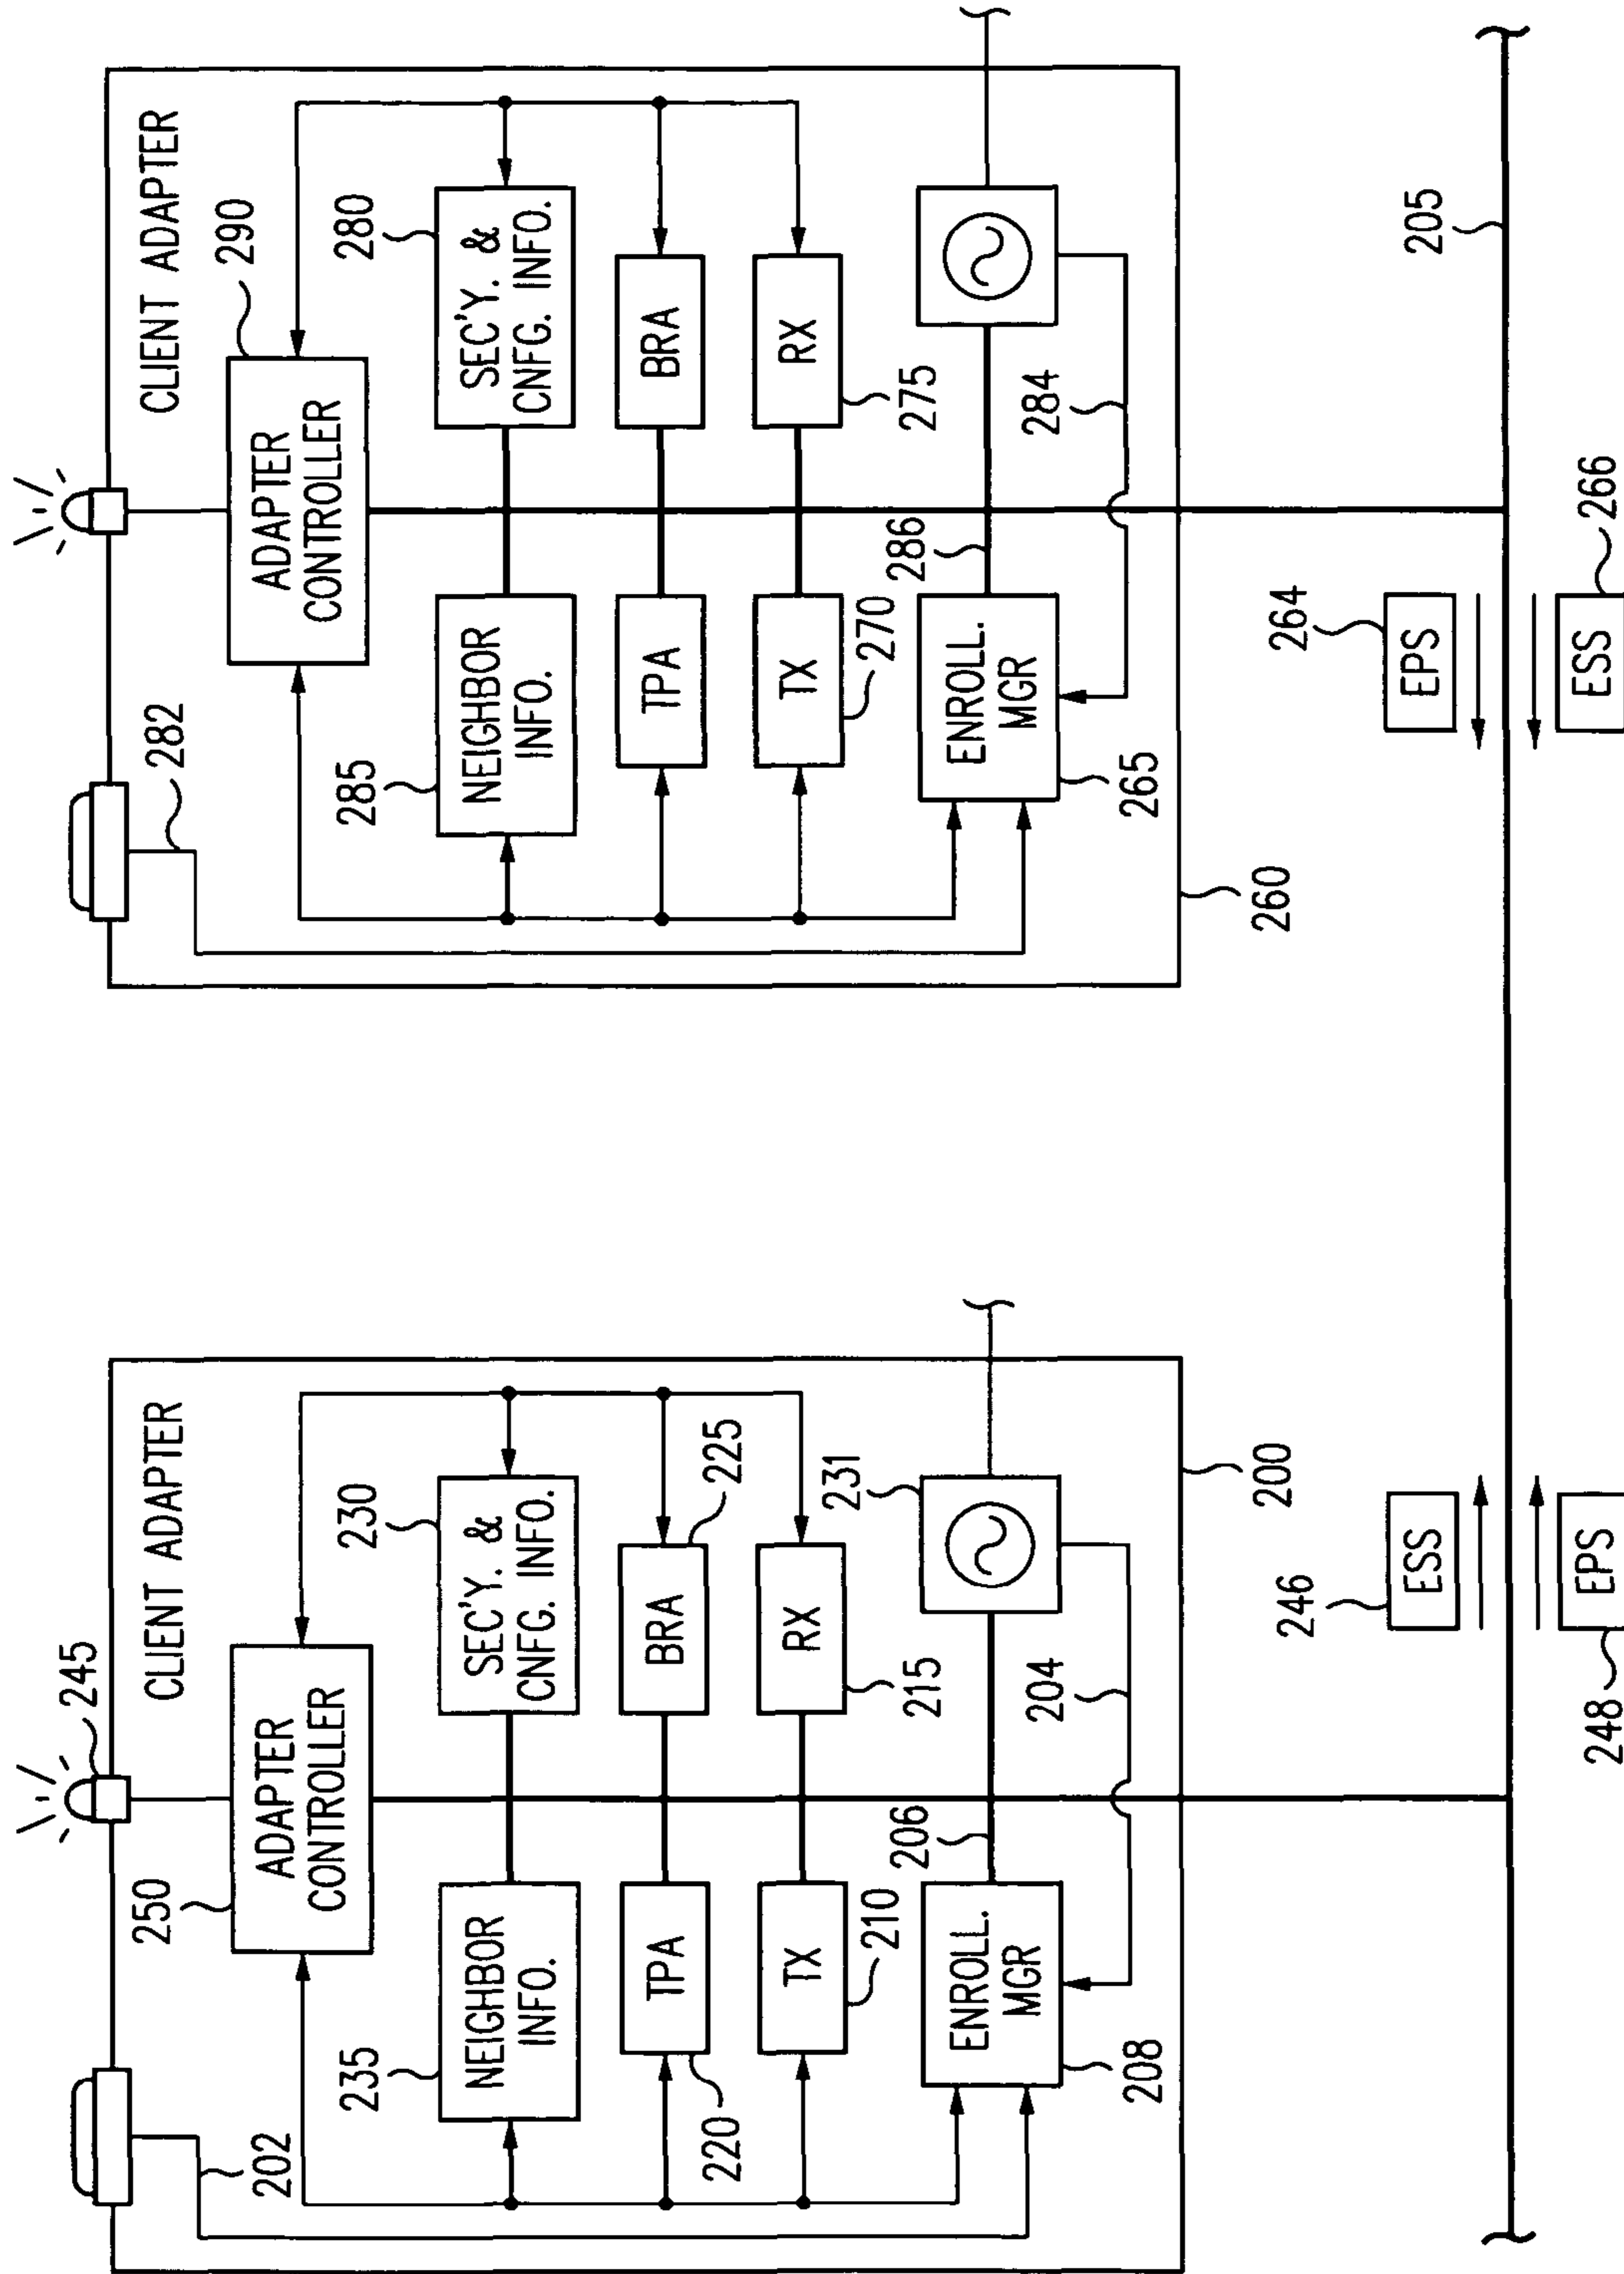 CLIENT ADAPTER
245
250
ADAPTER
CONTROLLER
202
235
NEIGHBOR
INFO.
230
SEC'Y. &
CNFG. INFO.
220
TPA
BRA
225
TX
210
RX
215
ENROLL.
MGR
208
206
231
204
200
ESS
246
EPS
248
CLIENT ADAPTER
290
ADAPTER
CONTROLLER
282
285
NEIGHBOR
INFO.
280
SEC'Y. &
CNFG. INFO.
TPA
BRA
TX
270
RX
275
ENROLL.
MGR
265
286
284
260
EPS
264
ESS
266
205